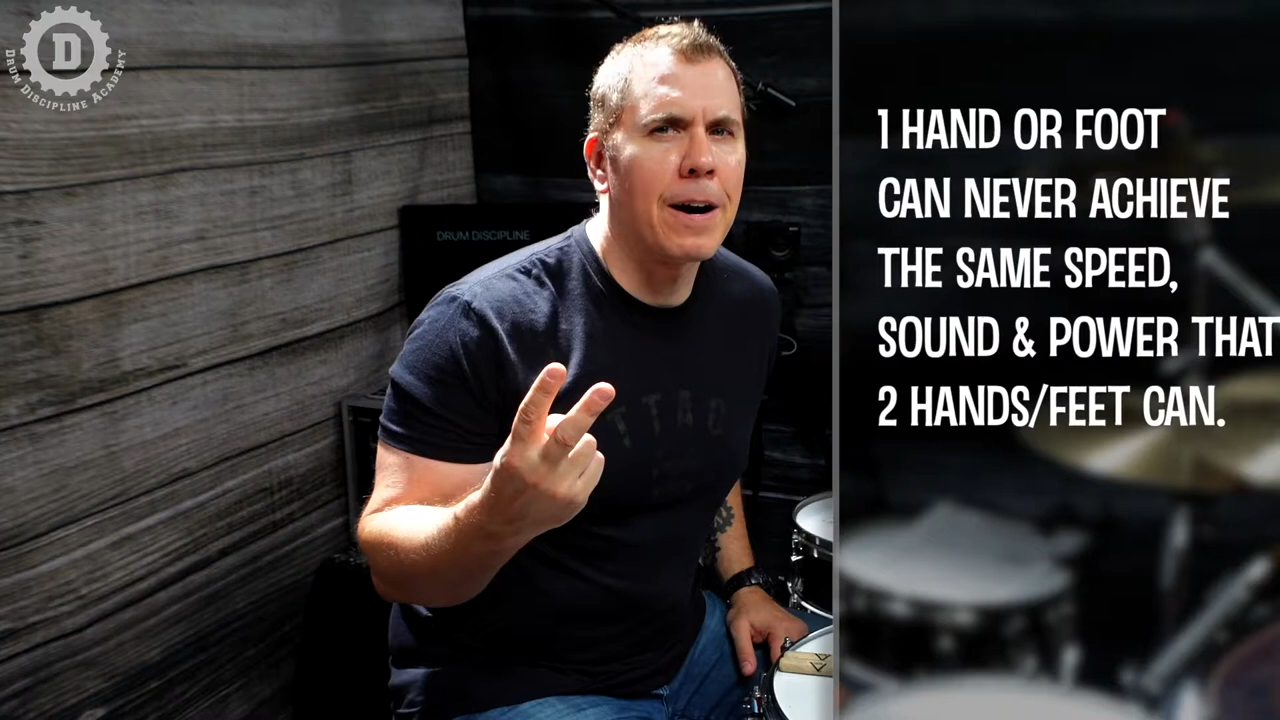 D
DRUM DISCIPLINE ACADEMY
DRUM DISCIPLINE
1 HAND OR FOOT
CAN NEVER ACHIEVE
THE SAME SPEED,
SOUND & POWER THAT
2 HANDS/FEET CAN.